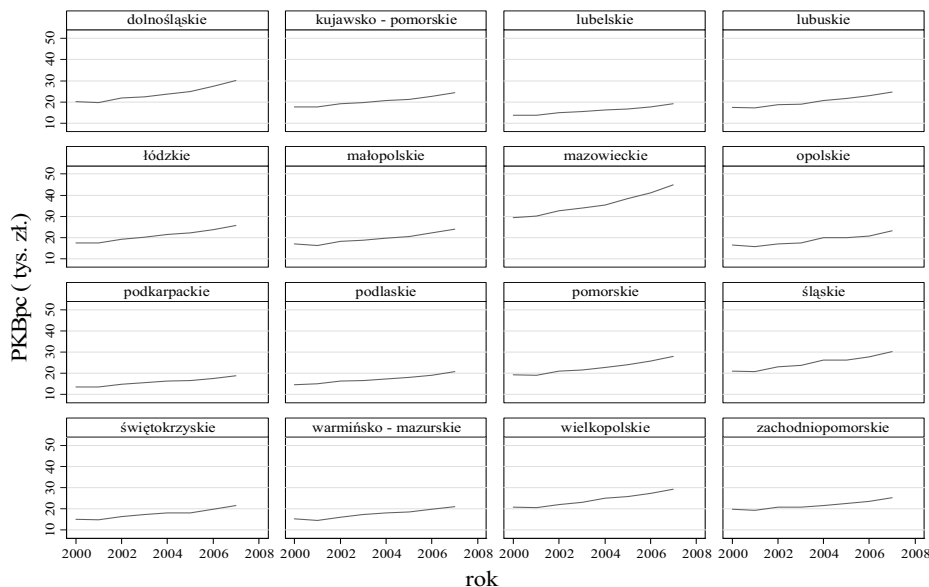 dolnośląskie kujawsko - pomorskie lubelskie lubuskie
50
40
30
20
10
łódzkie małopolskie mazowieckie opolskie
50
40
30
20
10
PKBpc ( tys. zł.)
podkarpackie podlaskie pomorskie śląskie
50
40
30
20
10
świętokrzyskie warmińsko - mazurskie wielkopolskie zachodniopomorskie
50
40
30
20
10
2000 2002 2004 2006 2008 2000 2002 2004 2006 2008 2000 2002 2004 2006 2008 2000 2002 2004 2006 2008
rok